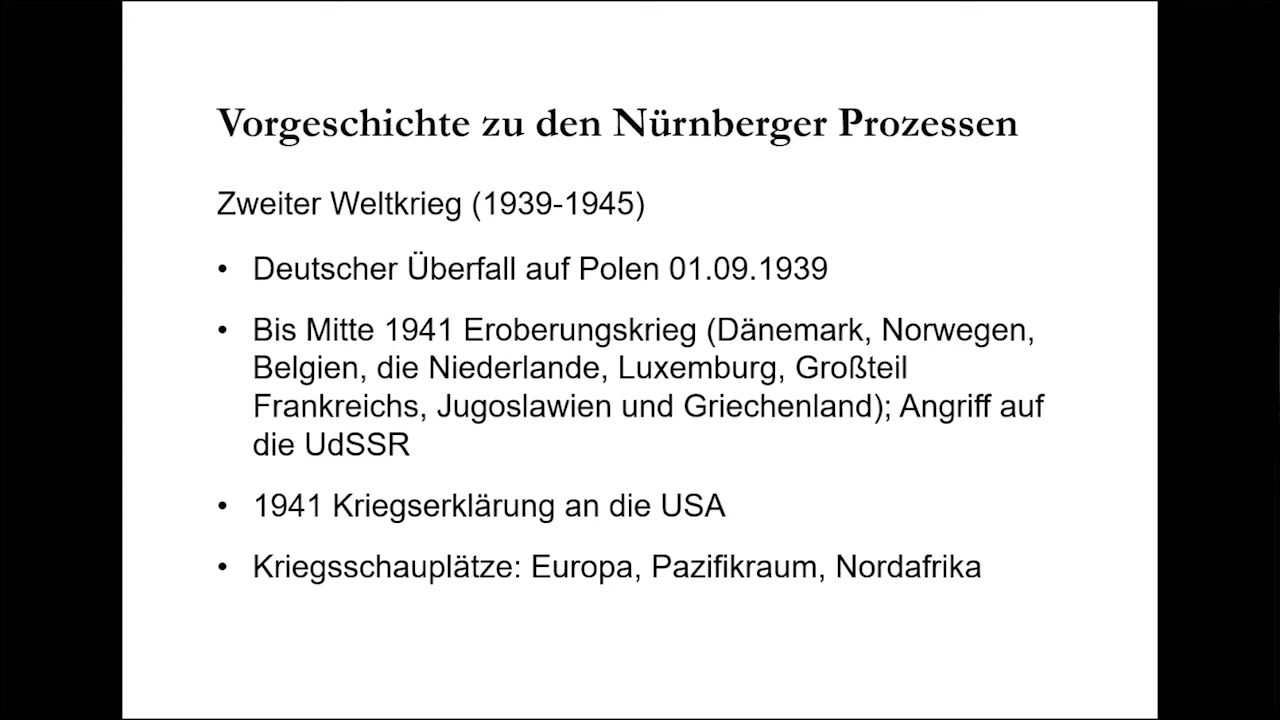 Vorgeschichte zu den Nürnberger Prozessen
Zweiter Weltkrieg (1939-1945)
• Deutscher Überfall auf Polen 01.09.1939
• Bis Mitte 1941 Eroberungskrieg (Dänemark, Norwegen,
Belgien, die Niederlande, Luxemburg, Großteil
Frankreichs, Jugoslawien und Griechenland); Angriff auf
die UdSSR
• 1941 Kriegserklärung an die USA
• Kriegsschauplätze: Europa, Pazifikraum, Nordafrika